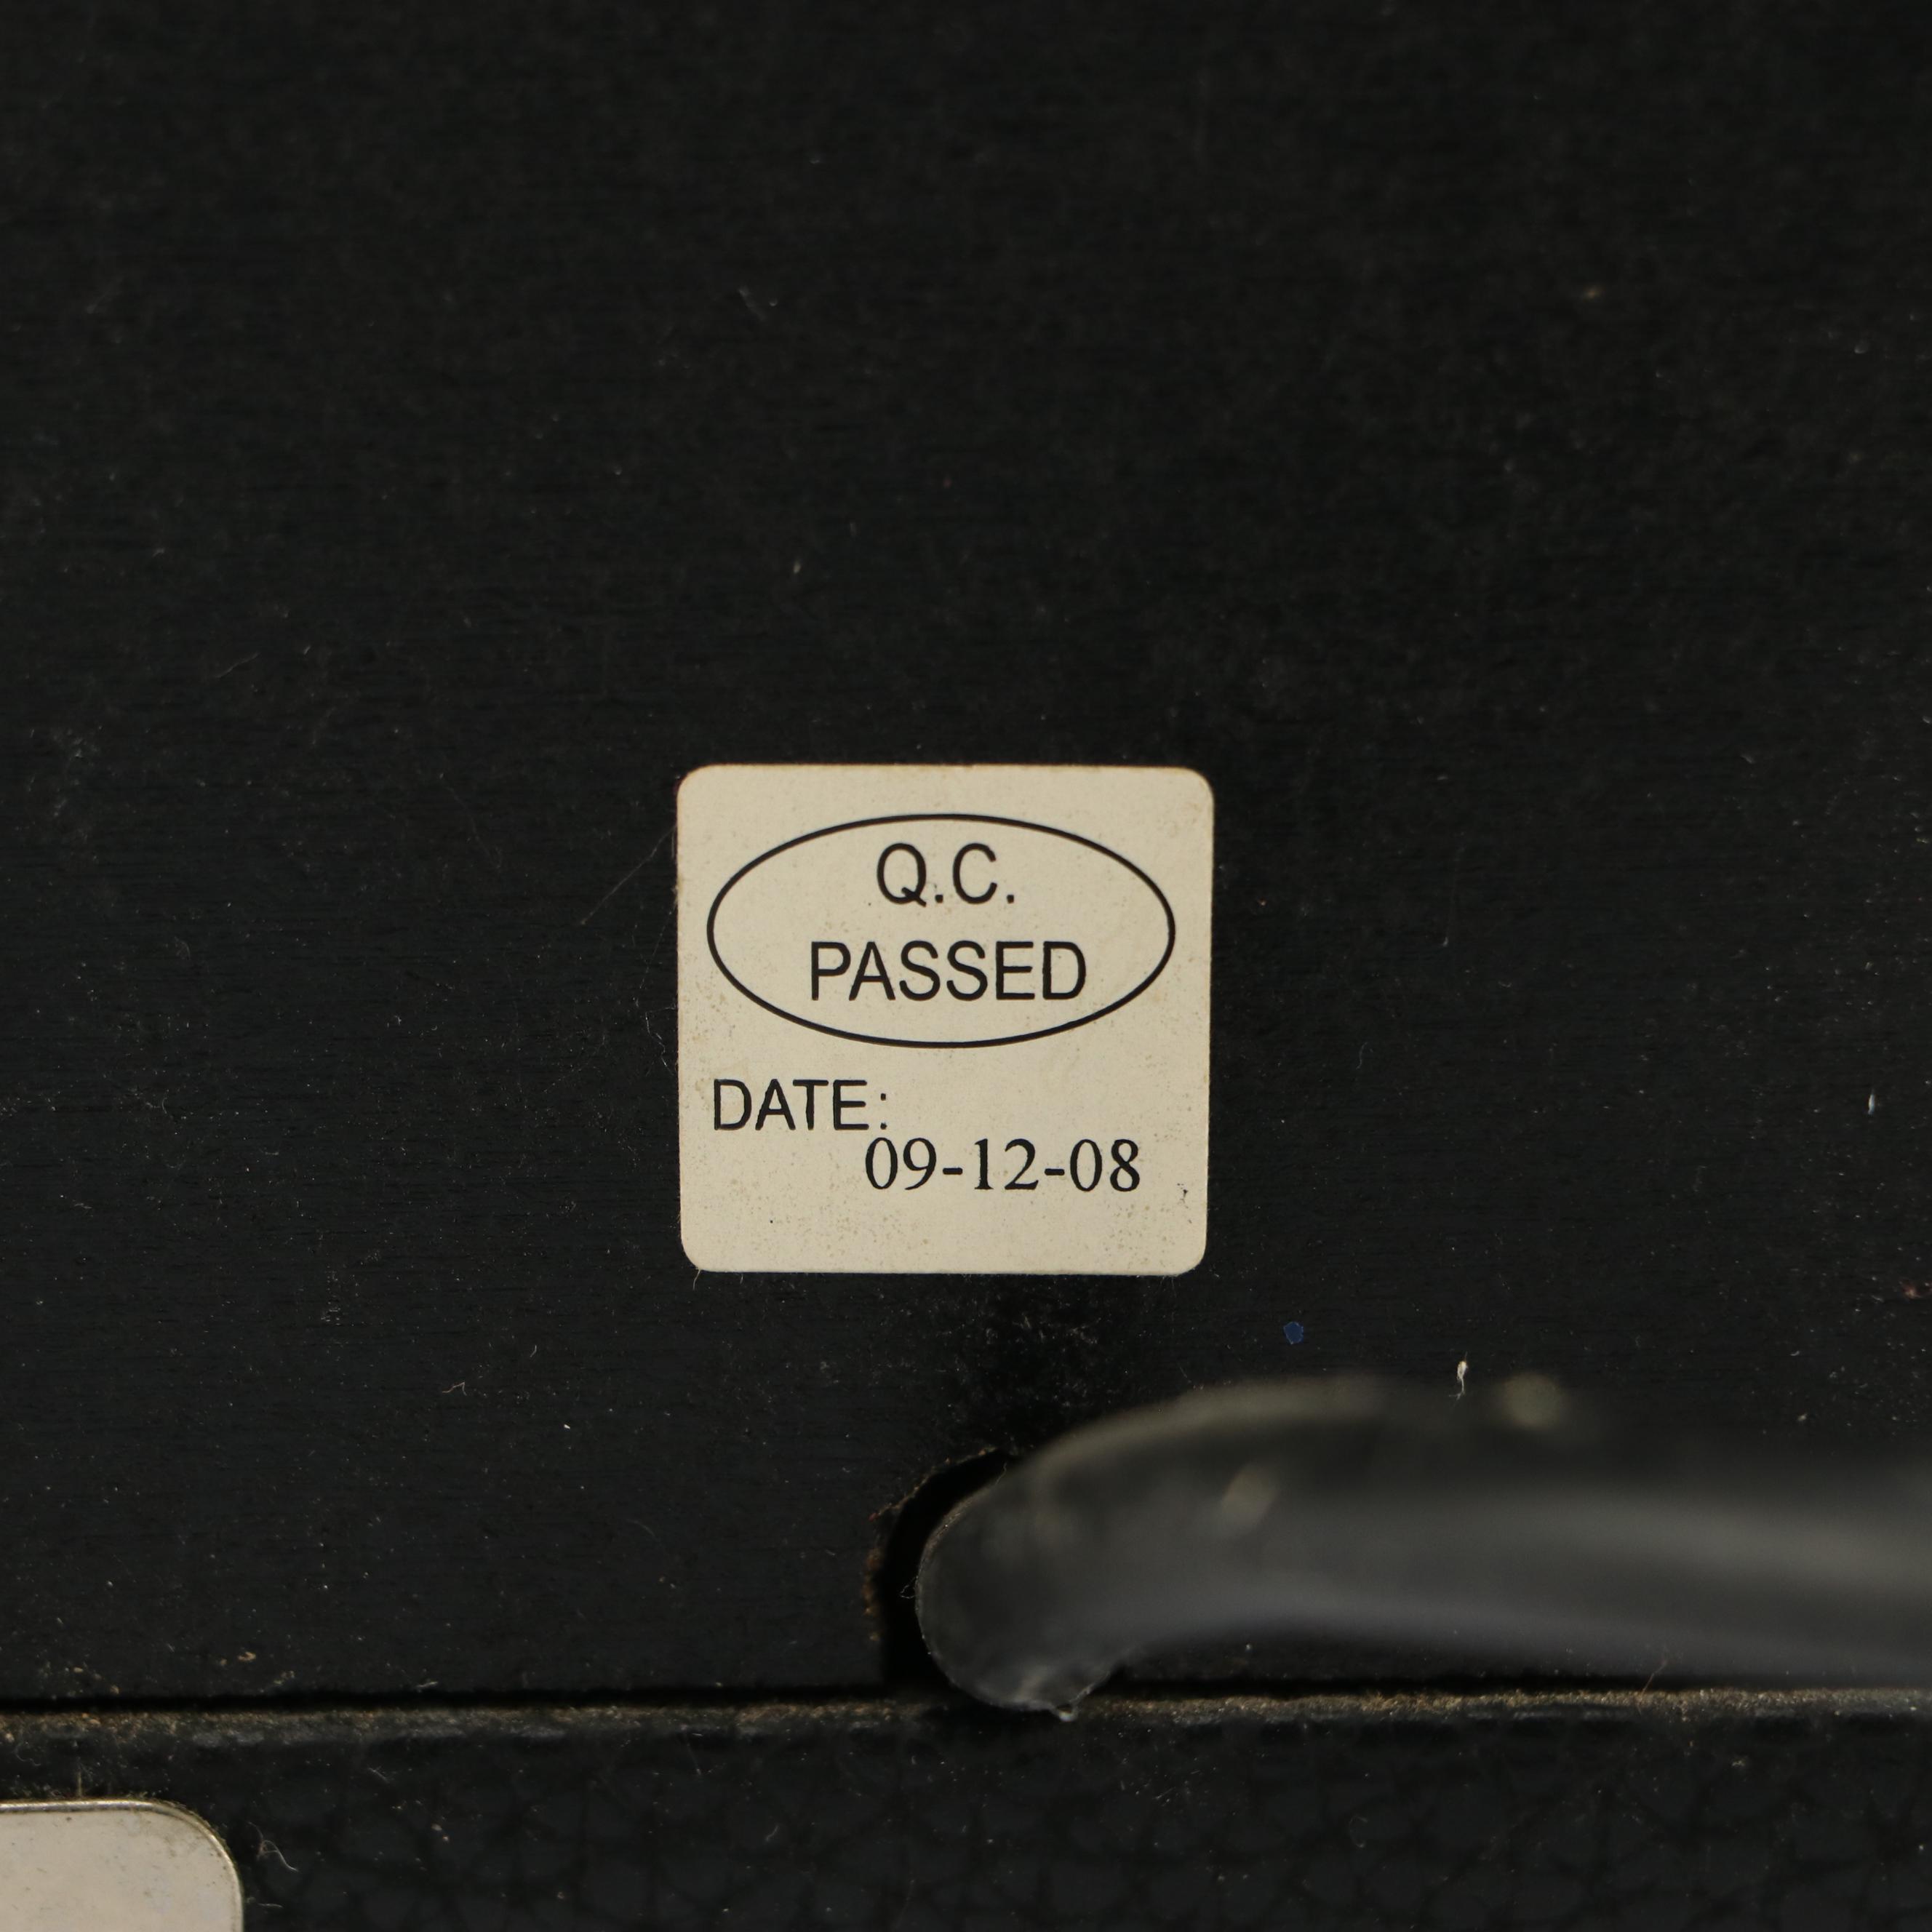 Q.C.
PASSED
DATE:
09-12-08